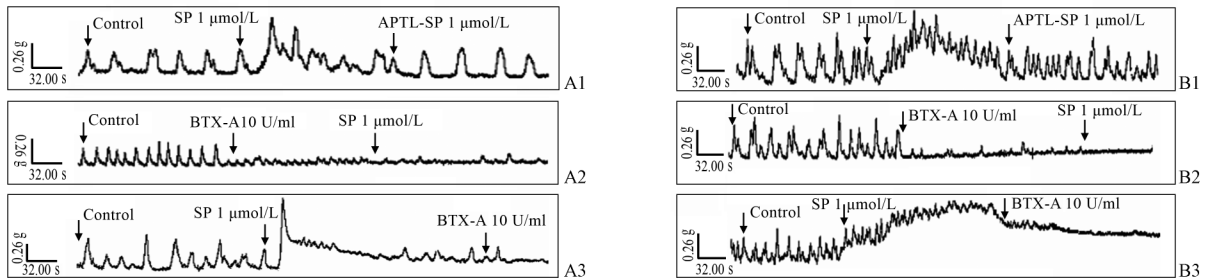 Control SP 1 μmol/L APTL-SP 1 μmol/L
0.26 g
32.00 s
A1
Control BTX-A10 U/ml SP 1 μmol/L
0.26 g
32.00 s
A2
Control SP 1 μmol/L BTX-A 10 U/ml
0.26 g
32.00 s
A3
Control SP 1 μmol/L APTL-SP 1 μmol/L
0.26 g
32.00 s
B1
Control BTX-A 10 U/ml SP 1 μmol/L
0.26 g
32.00 s
B2
Control SP 1 μmol/L BTX-A 10 U/ml
0.26 g
32.00 s
B3